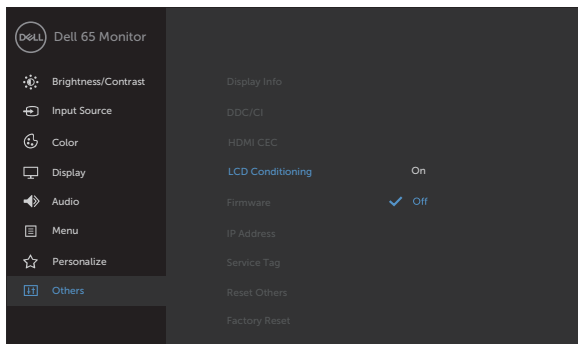 DELL Dell 65 Monitor
Brightness/Contrast
Input Source
Color
Display
Audio
Menu
Personalize
Others
Display Info
DDC/CI
HDMI CEC
LCD Conditioning On
Firmware Off
IP Address
Service Tag
Reset Others
Factory Reset